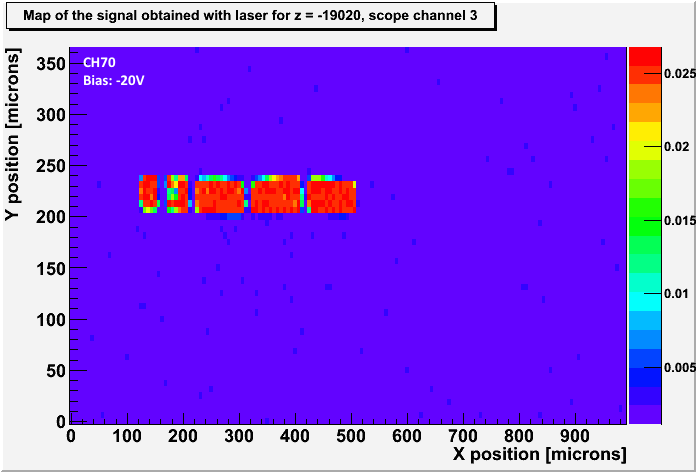 Map of the signal obtained with laser for z = -19020, scope channel 3
Y position [microns]
CH70
Bias: -20V
350
300
250
200
150
100
50
0
0 100 200 300 400 500 600 700 800 900
X position [microns]
0.025
0.02
0.015
0.01
0.005